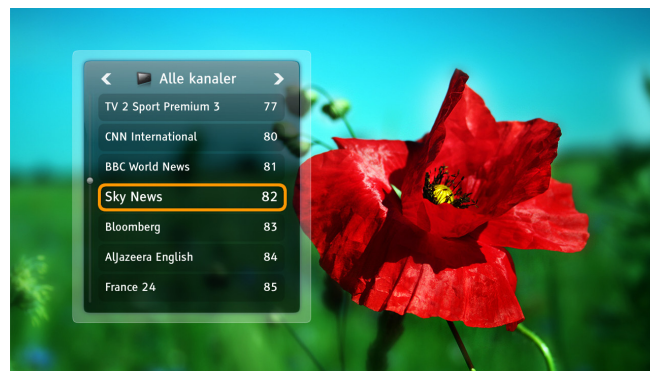 Alle kanaler
TV 2 Sport Premium 3 77
CNN International 80
BBC World News 81
Sky News 82
Bloomberg 83
AlJazeera English 84
France 24 85